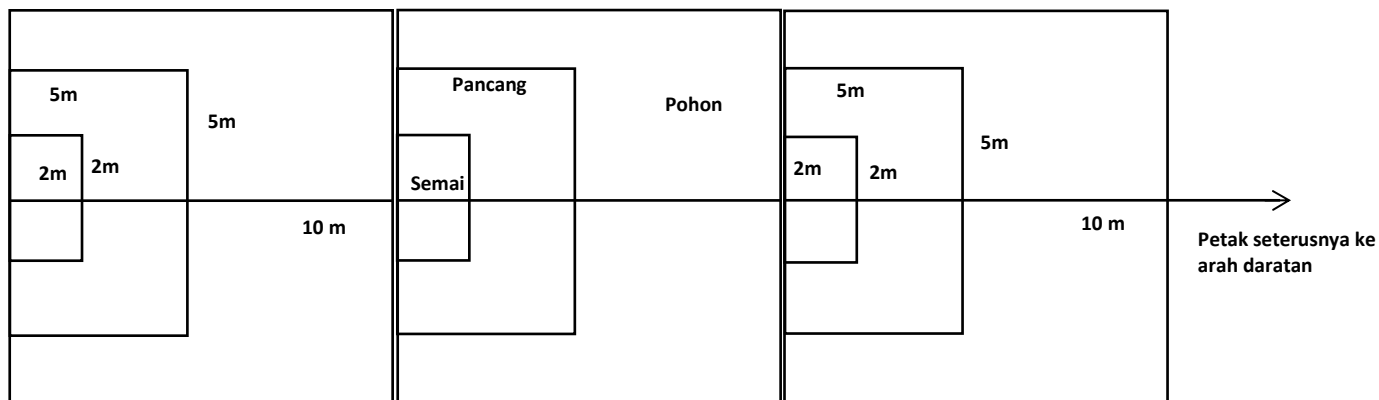 5m
5m
2m
2m
10 m
Pancang
Pohon
Semai
5m
5m
2m
2m
10 m
Petak seterusnya ke
arah daratan